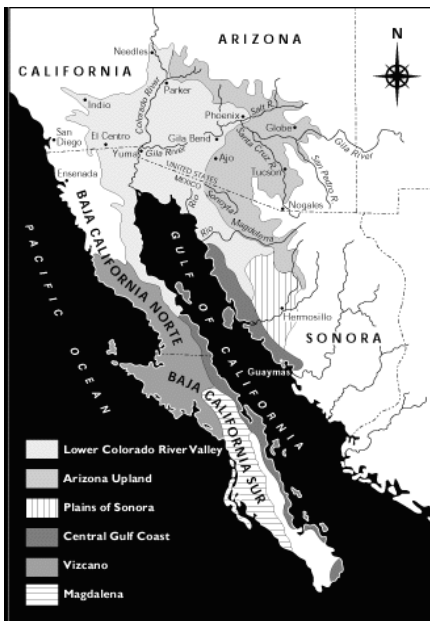 ARIZONA
N
CALIFORNIA
Needles
Parker
Colorado River
Phoenix
Salt R.
Indio
Globe
San Diego
El Centro
Gila Bend
Yuma
Gila River
Ajo
Santa Cruz R.
Gila River
San Pedro R.
Tucson
UNITED STATES
MEXICO
Ensenada
Nogales
Rio Sonoyta
Rio Magdalena
BAJA CALIFORNIA NORTE
GULF OF CALIFORNIA
PACIFIC OCEAN
Hermosillo
SONORA
Guaymas
BAJA CALIFORNIA SUR
Lower Colorado River Valley
Arizona Upland
Plains of Sonora
Central Gulf Coast
Vizcano
Magdalena